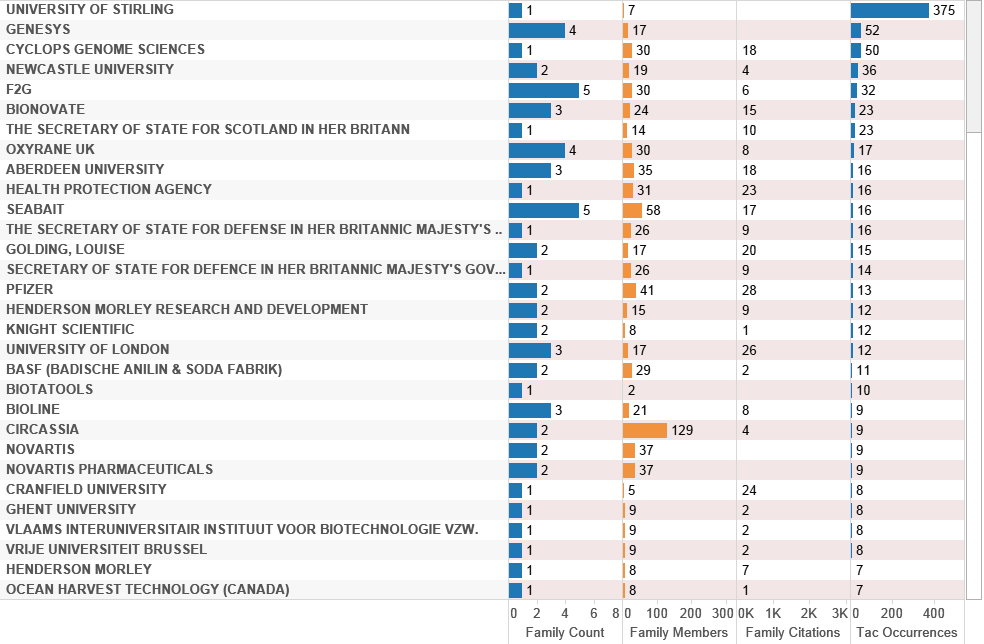 UNIVERSITY OF STIRLING 1 7 375
GENESYS 4 17 52
CYCLOPS GENOME SCIENCES 1 30 18 50
NEWCASTLE UNIVERSITY 2 19 4 36
F2G 5 30 6 32
BIONOVATE 3 24 15 23
THE SECRETARY OF STATE FOR SCOTLAND IN HER BRITANN 1 14 10 23
OXYRANE UK 4 30 8 17
ABERDEEN UNIVERSITY 3 35 18 16
HEALTH PROTECTION AGENCY 1 31 23 16
SEABAIT 5 58 17 16
THE SECRETARY OF STATE FOR DEFENSE IN HER BRITANNIC MAJESTY'S .. 1 26 9 16
GOLDING, LOUISE 2 17 20 15
SECRETARY OF STATE FOR DEFENCE IN HER BRITANNIC MAJESTY'S GOV... 1 26 9 14
PFIZER 2 41 28 13
HENDERSON MORLEY RESEARCH AND DEVELOPMENT 2 15 9 12
KNIGHT SCIENTIFIC 2 8 1 12
UNIVERSITY OF LONDON 3 17 26 12
BASF (BADISCHE ANILIN & SODA FABRIK) 2 29 2 11
BIOTATOOLS 1 2 10
BIOLINE 3 21 8 9
CIRCASSIA 2 129 4 9
NOVARTIS 2 37 9
NOVARTIS PHARMACEUTICALS 2 37 9
CRANFIELD UNIVERSITY 1 5 24 8
GHENT UNIVERSITY 1 9 2 8
VLAAMS INTERUNIVERSITAIR INSTITUUT VOOR BIOTECHNOLOGIE VZW. 1 9 2 8
VRIJE UNIVERSITEIT BRUSSEL 1 9 2 8
HENDERSON MORLEY 1 8 7 7
OCEAN HARVEST TECHNOLOGY (CANADA) 1 8 1 7
0 2 4 6 8 0 100 200 300 0K 1K 2K 3K 0 200 400
Family Count Family Members Family Citations Tac Occurrences